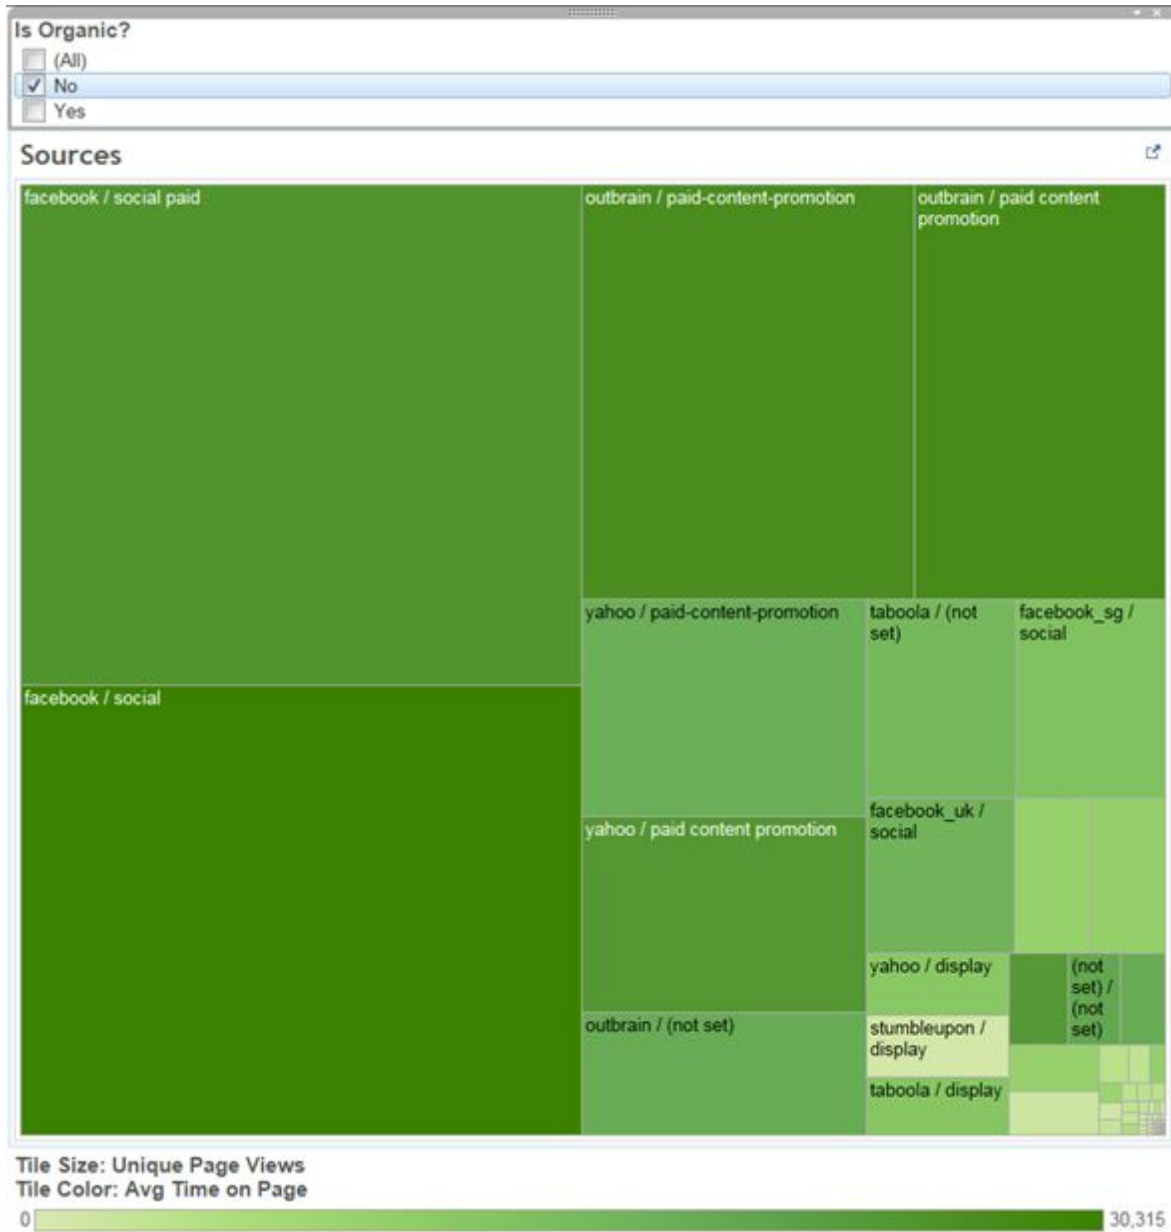 Is Organic?
(All)
No
Yes
Sources
facebook / social paid
outbrain / paid-content-promotion
outbrain / paid content
promotion
yahoo / paid-content-promotion
taboola / (not
set)
facebook_sg /
social
facebook / social
facebook_uk /
social
yahoo / paid content promotion
yahoo / display
(not
set) /
(not
set)
outbrain / (not set)
stumbleupon /
display
taboola / display
Tile Size: Unique Page Views
Tile Color: Avg Time on Page
0
30,315